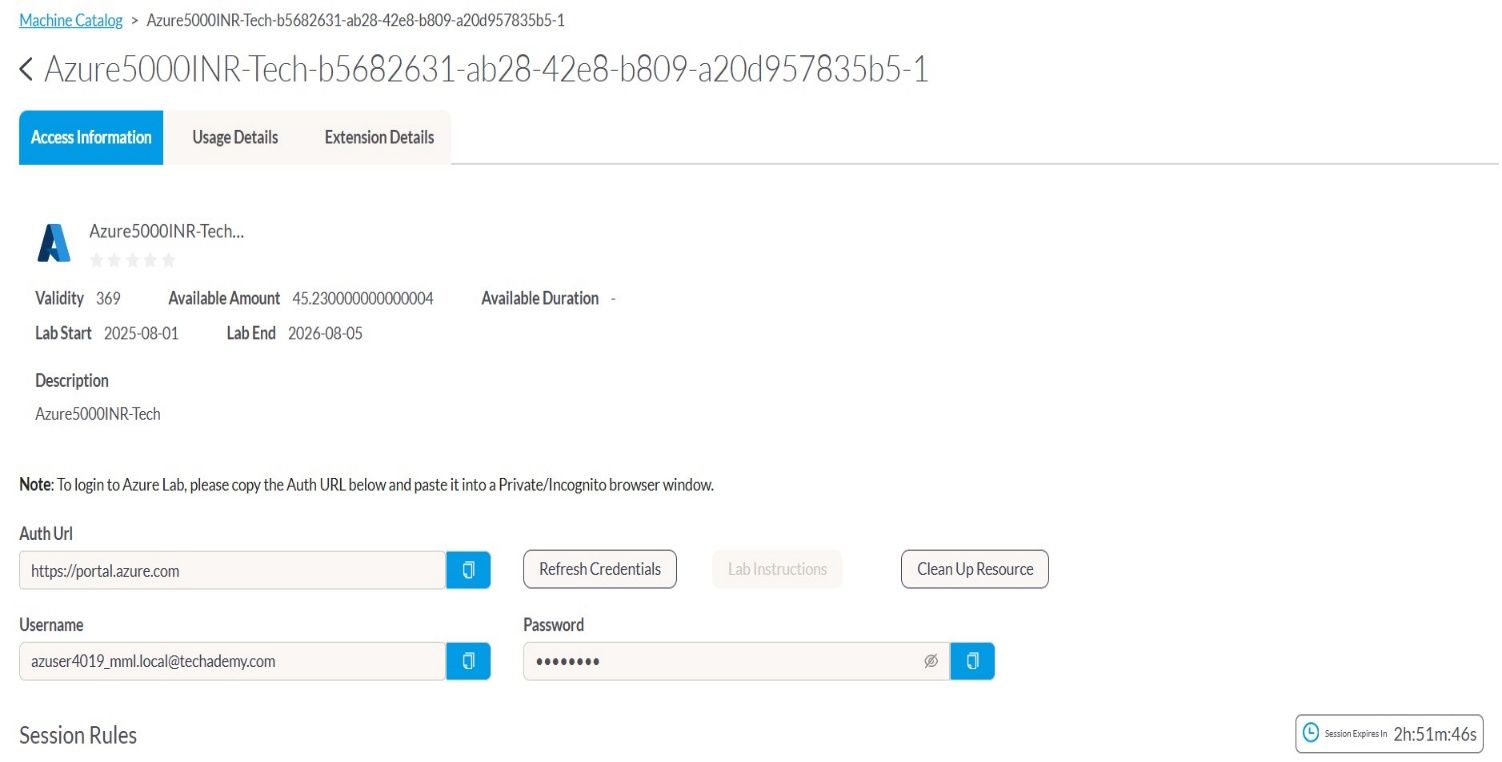 Machine Catalog > Azure5000INR-Tech-b5682631-ab28-42e8-b809-a20d957835b5-1
Azure5000INR-Tech-b5682631-ab28-42e8-b809-a20d957835b5-1
Access Information Usage Details Extension Details
Azure5000INR-Tech...
Validity 369 Available Amount 45.230000000000004 Available Duration -
Lab Start 2025-08-01 Lab End 2026-08-05
Description
Azure5000INR-Tech
Note: To login to Azure Lab, please copy the Auth URL below and paste it into a Private/Incognito browser window.
Auth Url
https://portal.azure.com Refresh Credentials Lab Instructions Clean Up Resource
Username Password
azuser4019_mml.local@techademy.com ••••••••
Session Rules Session Expires In 2h:51m:46s